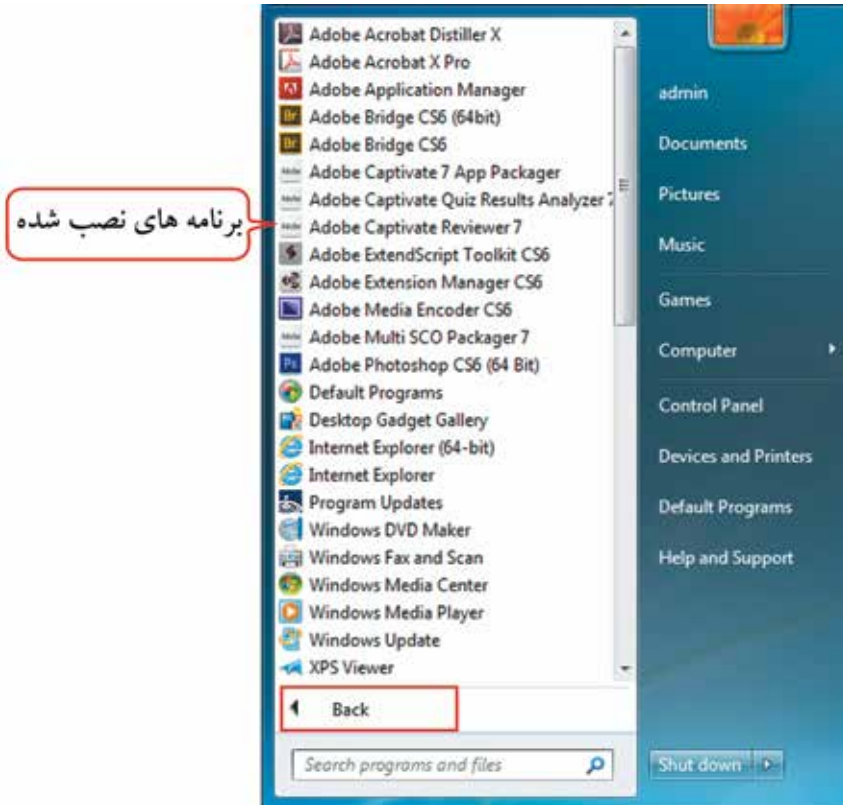 Adobe Acrobat Distiller X
Adobe Acrobat X Pro
Adobe Application Manager
Adobe Bridge CS6 (64bit)
Adobe Bridge CS6
Adobe Captivate 7 App Packager
Adobe Captivate Quiz Results Analyzer 7
Adobe Captivate Reviewer 7
Adobe ExtendScript Toolkit CS6
Adobe Extension Manager CS6
Adobe Media Encoder CS6
Adobe Multi SCO Packager 7
Adobe Photoshop CS6 (64 Bit)
Default Programs
Desktop Gadget Gallery
Internet Explorer (64-bit)
Internet Explorer
Program Updates
Windows DVD Maker
Windows Fax and Scan
Windows Media Center
Windows Media Player
Windows Update
XPS Viewer
Back
Search programs and files
برنامه های نصب شده
admin
Documents
Pictures
Music
Games
Computer
Control Panel
Devices and Printers
Default Programs
Help and Support
Shut down